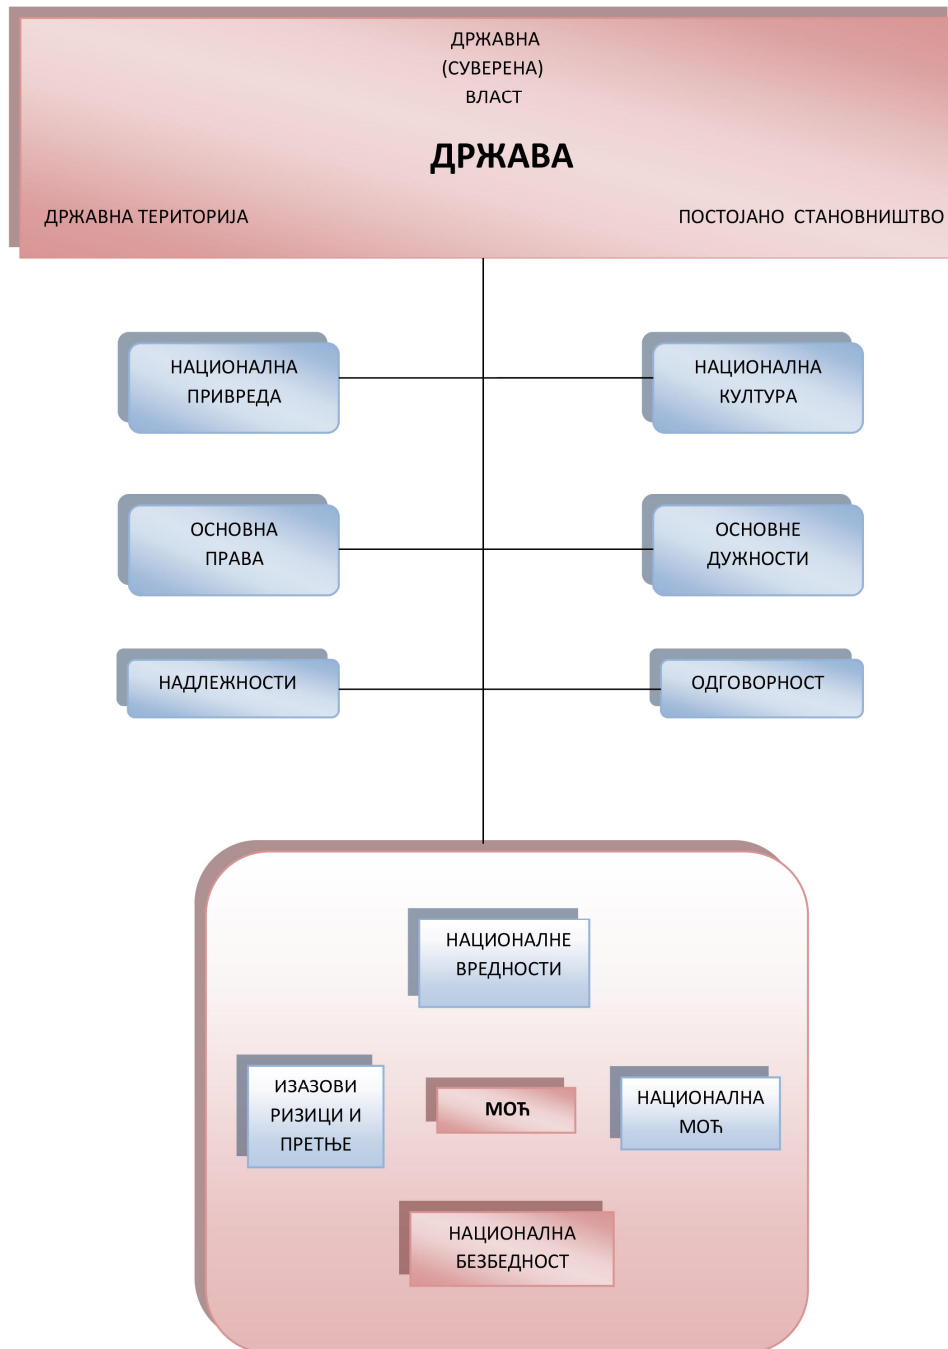 ДРЖАВНА
(СУВЕРЕНА)
ВЛАСТ
ДРЖАВА
ДРЖАВНА ТЕРИТОРИЈА
ПОСТОЈАНО СТАНОВНИШТВО
НАЦИОНАЛНА
ПРИВРЕДА
НАЦИОНАЛНА
КУЛТУРА
ОСНОВНА
ПРАВА
ОСНОВНЕ
ДУЖНОСТИ
НАДЛЕЖНОСТИ
ОДГОВОРНОСТ
НАЦИОНАЛНЕ
ВРЕДНОСТИ
ИЗАЗОВИ
РИЗИЦИ И
ПРЕТЊЕ
МОЋ
НАЦИОНАЛНА
МОЋ
НАЦИОНАЛНА
БЕЗБЕДНОСТ